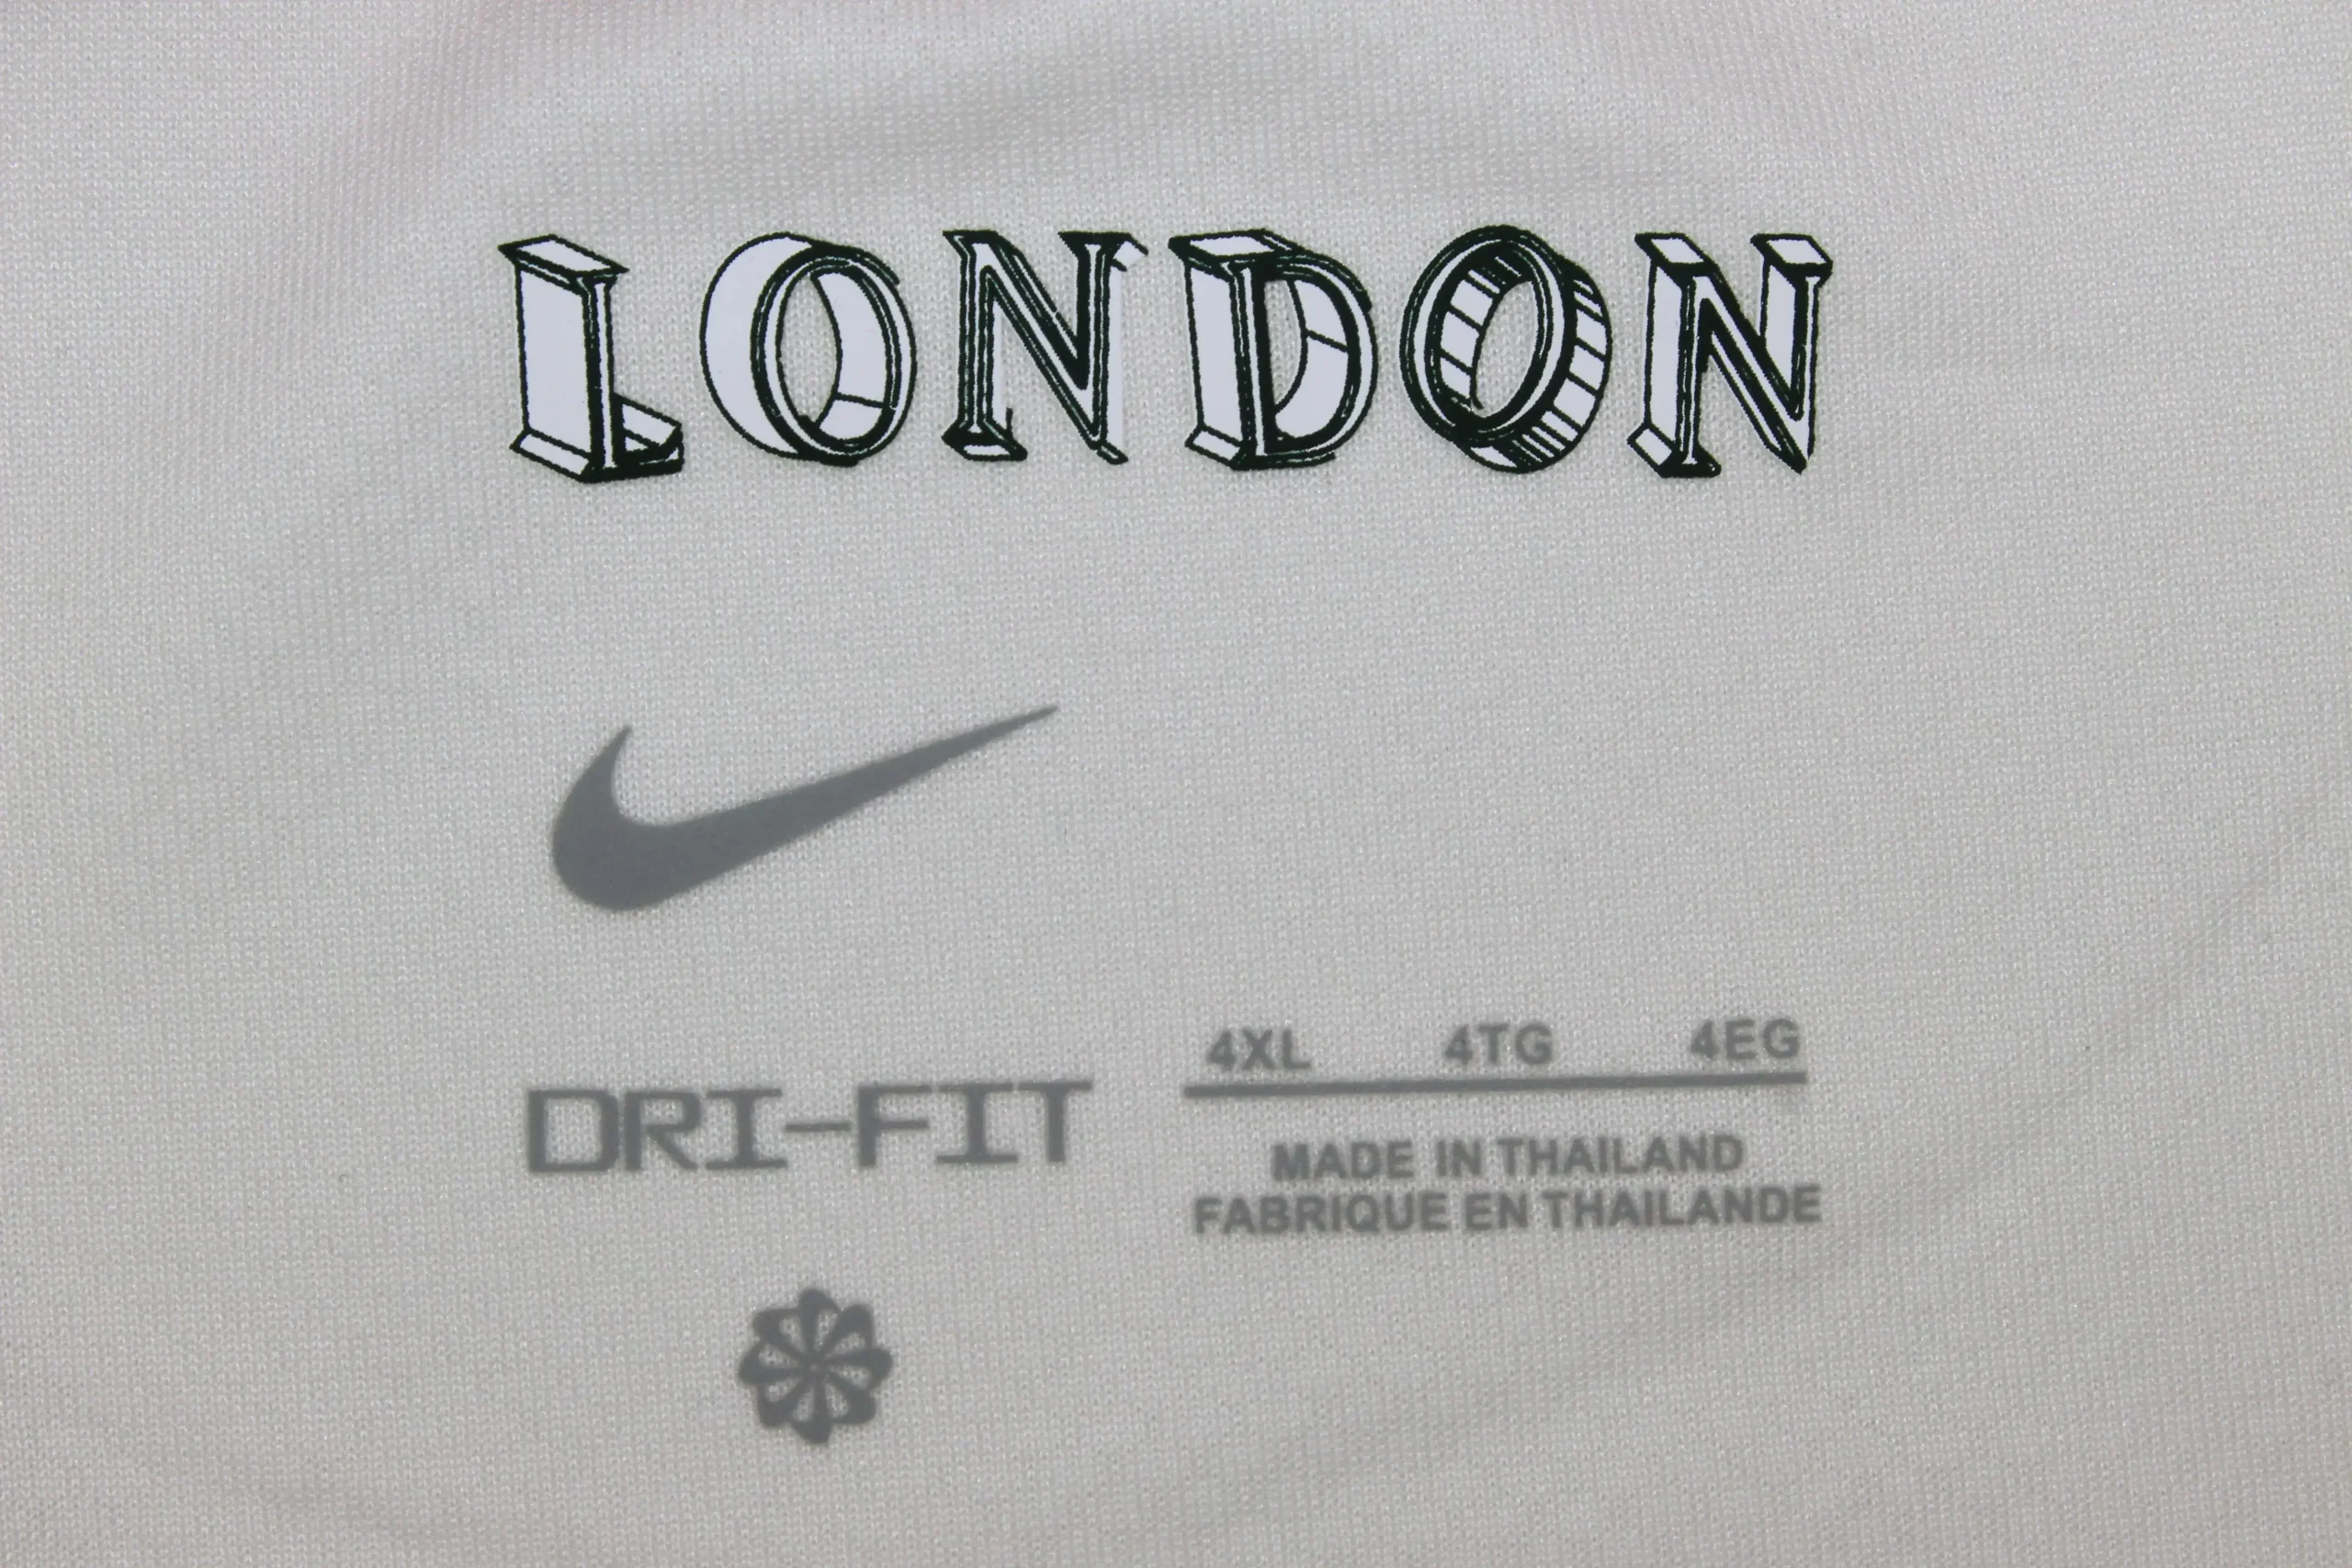 LONDON
DRI-FIT
4XL 4TG 4EG
MADE IN THAILAND
FABRIQUE EN THAILANDE